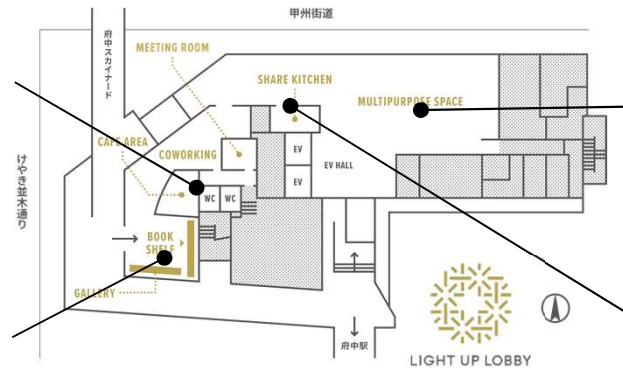 甲州街道
府中スカイナード
MEETING ROOM
SHARE KITCHEN
MULTIPURPOSE SPACE
CAFE AREA
COWORKING
EV
EV HALL
EV
WC
WC
けやき並木通り
BOOK
SHELF
GALLERY
府中駅
LIGHT UP LOBBY